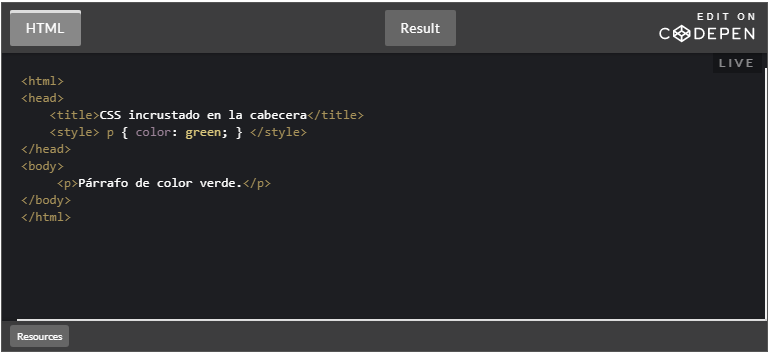 HTML
Result
EDIT ON
CODEPEN
LIVE
<html>
<head>
    <title>CSS incrustado en la cabecera</title>
    <style> p { color: green; } </style>
</head>
<body>
     <p>Párrafo de color verde.</p>
</body>
</html>
Resources